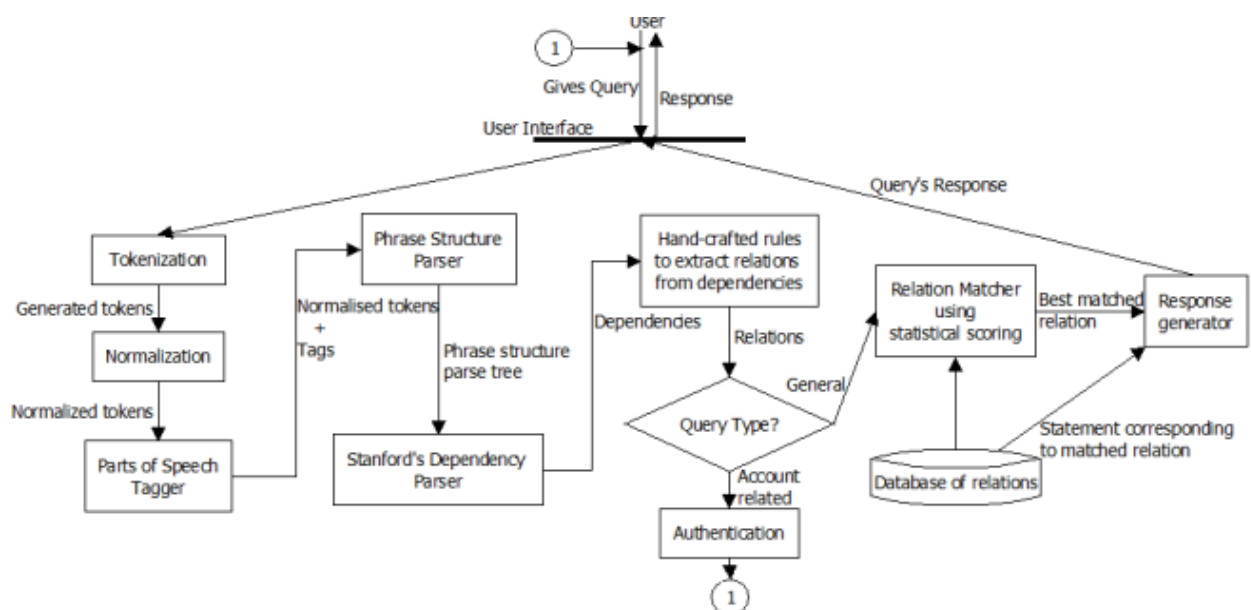 User
1
Gives Query
Response
User Interface
Query's Response
Tokenization
Generated tokens
Normalization
Normalized tokens
Parts of Speech
Tagger
Normalised tokens
+
Tags
Phrase Structure
Parser
Phrase structure
parse tree
Stanford's Dependency
Parser
Dependencies
Hand-crafted rules
to extract relations
from dependencies
Relations
Query Type?
General
Account
related
Authentication
1
Relation Matcher
using
statistical scoring
Best matched
relation
Response
generator
Statement corresponding
to matched relation
Database of relations